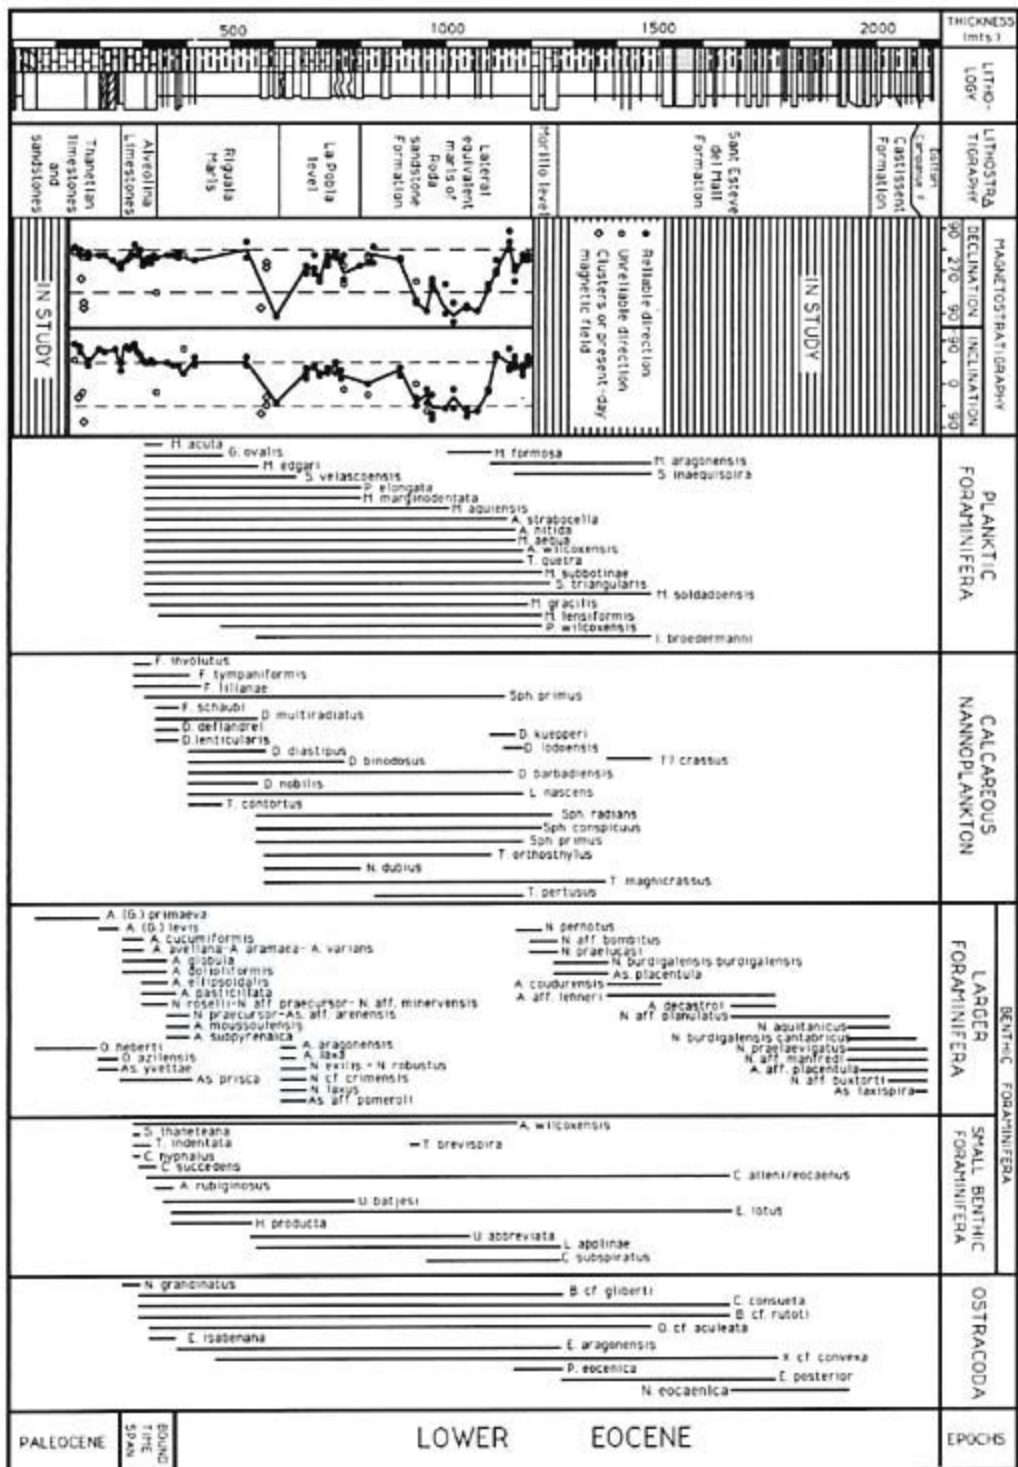 500 1000 1500 2000 THICKNESS
(mts.)
LITHO-
LOGY
Thanetian
limestones
and
sandstones
Alveolina
Limestones
Riguala
Marls
La Pobla
level
Lateral
equivalent
marls of
Roda
sandstone
Formation
Morillo level
Sant Esteve
del Mall
Formation
Castissent
Formation
LITHOSTRA
TIGRAPHY
IN STUDY
Reliable direction
Unreliable direction
Clusters or present-day
magnetic field
IN STUDY
90 270 90
DECLINATION
90 0 90
INCLINATION
MAGNETOSTRATIGRAPHY
M. acuta
G. ovalis M. formosa
M. edgari M. aragonensis
S. velascoensis S. inaequispira
P. elongata
M. marginodentata
M. aquiensis
A. strabocella
A. nitida
M. aequa
A. wilcoxensis
T. quetra
M. subbotinae
S. triangularis
M. soldadoensis
M. gracilis
M. lensiformis
P. wilcoxensis
I. broedermanni
PLANKTIC
FORAMINIFERA
F. involutus
F. tympaniformis
F. lillianae
Sph. primus
F. schaubi
D. multiradiatus
D. deflandrei D. kuepperi
D. lenticularis D. lodoensis
D. diastipus T? crassus
D. binodosus
D. barbadiensis
D. nobilis
L. nascens
T. contortus
Sph. radians
Sph. conspicuus
Sph. primus
T. orthostylus
N. dubius
T. magnicrassus
T. pertusus
CALCAREOUS
NANNOPLANKTON
A. (G.) primaeva
A. (G.) levis N. pernotus
A. cucumiformis N. aff. bombitus
A. avellana- A. aramaea- A. varians N. praelucasi
A. globula N. burdigalensis burdigalensis
A. dolioliformis As. placentula
A. ellipsoidalis A. coudurensis
A. pasticillata A. aff. lehneri
N. roselli-N. aff. praecursor- N. aff. minervensis A. decastroi
N. praecursor-As. aff. arenensis N. aff. planulatus
A. moussoulensis N. aquitanicus
A. subpyrenaica N. burdigalensis cantabricus
O. heberti A. aragonensis N. praelaevigatus
O. azilensis A. laxa N. aff. manfredi
As. yvettae N. exilis - N. robustus A. aff. placentula
As. prisca N. cf. crimensis N. aff. buxtorfi
N. laxus As. laxispira
As. aff. pomeroli
LARGER
FORAMINIFERA
BENTHIC FORAMINIFERA
A. wilcoxensis
S. thaneteana
T. indentata T. brevispira
C. hyphalus
C. succedens
C. alleni/eocaenus
A. rubiginosus
U. batjesi
E. lotus
H. producta
U. abbreviata
L. applinae
C. subspiratus
SMALL BENTHIC
FORAMINIFERA
N. grandinatus
B. cf. gliberti
C. consueta
B. cf. rutoti
O. cf. aculeata
E. isabenana
E. aragonensis
X. cf. convexa
P. eocenica
E. posterior
N. eocaenica
OSTRACODA
PALEOCENE
BOUND
TIME
SPAN
LOWER EOCENE
EPOCHS